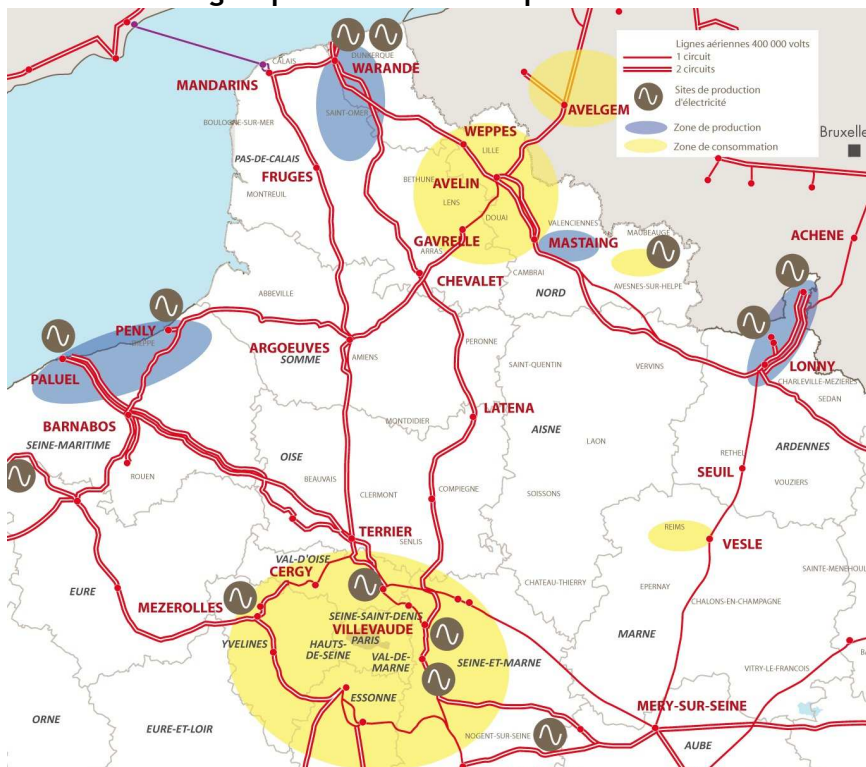 Lignes aériennes 400 000 volts
1 circuit
2 circuits
Sites de production
d'électricité
Zone de production
Zone de consommation
Bruxelle
CALAIS
DUNKERQUE
WARANDE
MANDARINS
SAINT-OMER
BOULOGNE-SUR-MER
PAS-DE-CALAIS
FRUGES
MONTREUIL
AVELGEM
WEPPES
LILLE
BETHUNE
AVELIN
LENS
DOUAI
VALENCIENNES
MAUBEUGE
GAVRELLE
MASTAING
ARRAS
CAMBRAI
AVESNES-SUR-HELPE
ACHENE
CHEVALET
NORD
ABBEVILLE
PENLY
DIEPPE
PALUEL
ARGOEUVES
SOMME
AMIENS
PERONNE
SAINT-QUENTIN
VERVINS
LONNY
CHARLEVILLE-MEZIERES
SEDAN
BARNABOS
SEINE-MARITIME
ROUEN
MONTDIDIER
LATENA
AISNE
LAON
ARDENNES
RETHEL
SEUIL
VOUZIERS
OISE
BEAUVAIS
CLERMONT
COMPIEGNE
SOISSONS
TERRIER
SENLIS
REIMS
VESLE
VAL-D'OISE
CERGY
CHATEAU-THIERRY
SAINTE-MENEHOUL
EURE
MEZEROLLES
EPERNAY
CHALONS-EN-CHAMPAGNE
SEINE-SAINT-DENIS
VILLEVAUDE
PARIS
YVELINES
HAUTS-
DE-SEINE
VAL-DE-
MARNE
SEINE-ET-MARNE
MARNE
VITRY-LE-FRANCOIS
ESSONNE
MERY-SUR-SEINE
ORNE
EURE-ET-LOIR
NOGENT-SUR-SEINE
AUBE